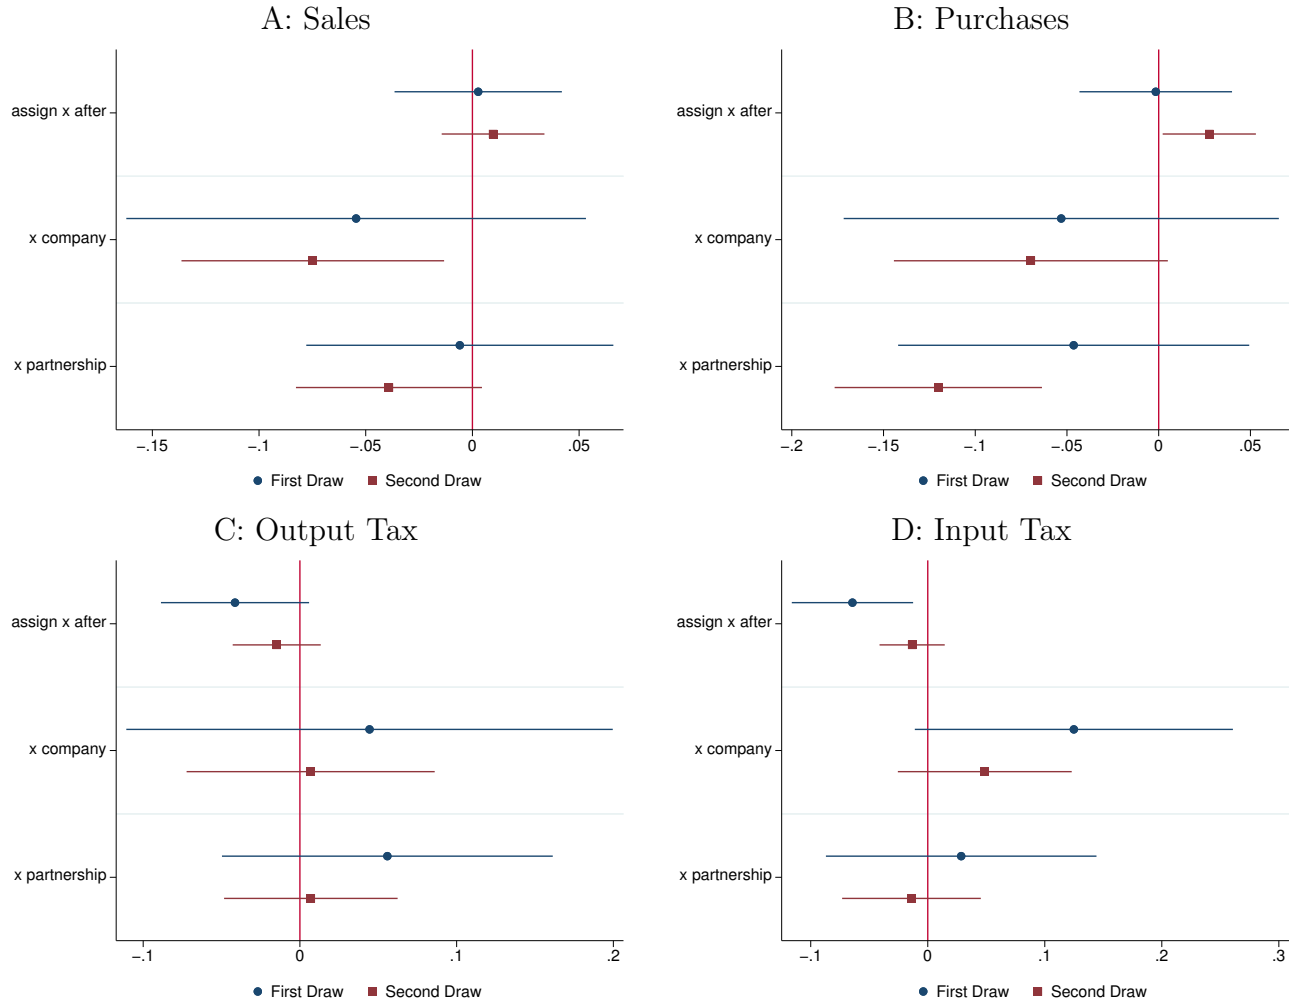 A: Sales
assign x after
x company
x partnership
−.15 −.1 −.05 0 .05
First Draw Second Draw
B: Purchases
assign x after
x company
x partnership
−.2 −.15 −.1 −.05 0 .05
First Draw Second Draw
C: Output Tax
assign x after
x company
x partnership
−.1 0 .1 .2
First Draw Second Draw
D: Input Tax
assign x after
x company
x partnership
−.1 0 .1 .2 .3
First Draw Second Draw